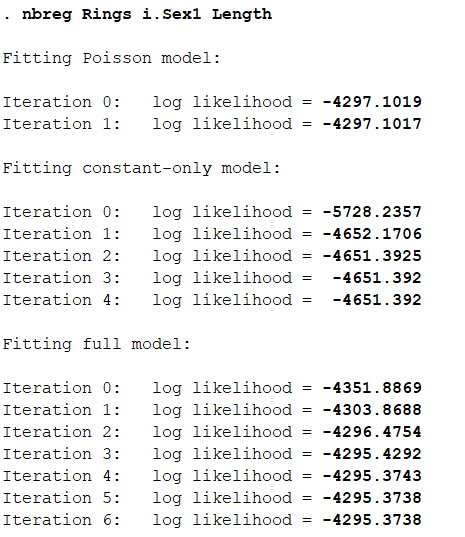 . nbreg Rings i.Sex1 Length
Fitting Poisson model:
Iteration 0:   log likelihood = -4297.1019
Iteration 1:   log likelihood = -4297.1017
Fitting constant-only model:
Iteration 0:   log likelihood = -5728.2357
Iteration 1:   log likelihood = -4652.1706
Iteration 2:   log likelihood = -4651.3925
Iteration 3:   log likelihood =  -4651.392
Iteration 4:   log likelihood =  -4651.392
Fitting full model:
Iteration 0:   log likelihood = -4351.8869
Iteration 1:   log likelihood = -4303.8688
Iteration 2:   log likelihood = -4296.4754
Iteration 3:   log likelihood = -4295.4292
Iteration 4:   log likelihood = -4295.3743
Iteration 5:   log likelihood = -4295.3738
Iteration 6:   log likelihood = -4295.3738